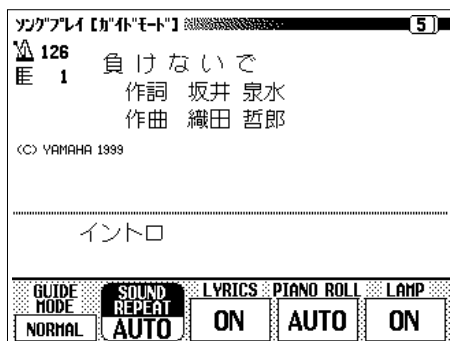 ソングプレイ【ガイドモード】 5
126
1
負けないで
作詞 坂井 泉水
作曲 織田 哲郎
(C) YAMAHA 1999
イントロ
GUIDE MODE SOUND REPEAT LYRICS PIANO ROLL LAMP
NORMAL AUTO ON AUTO ON